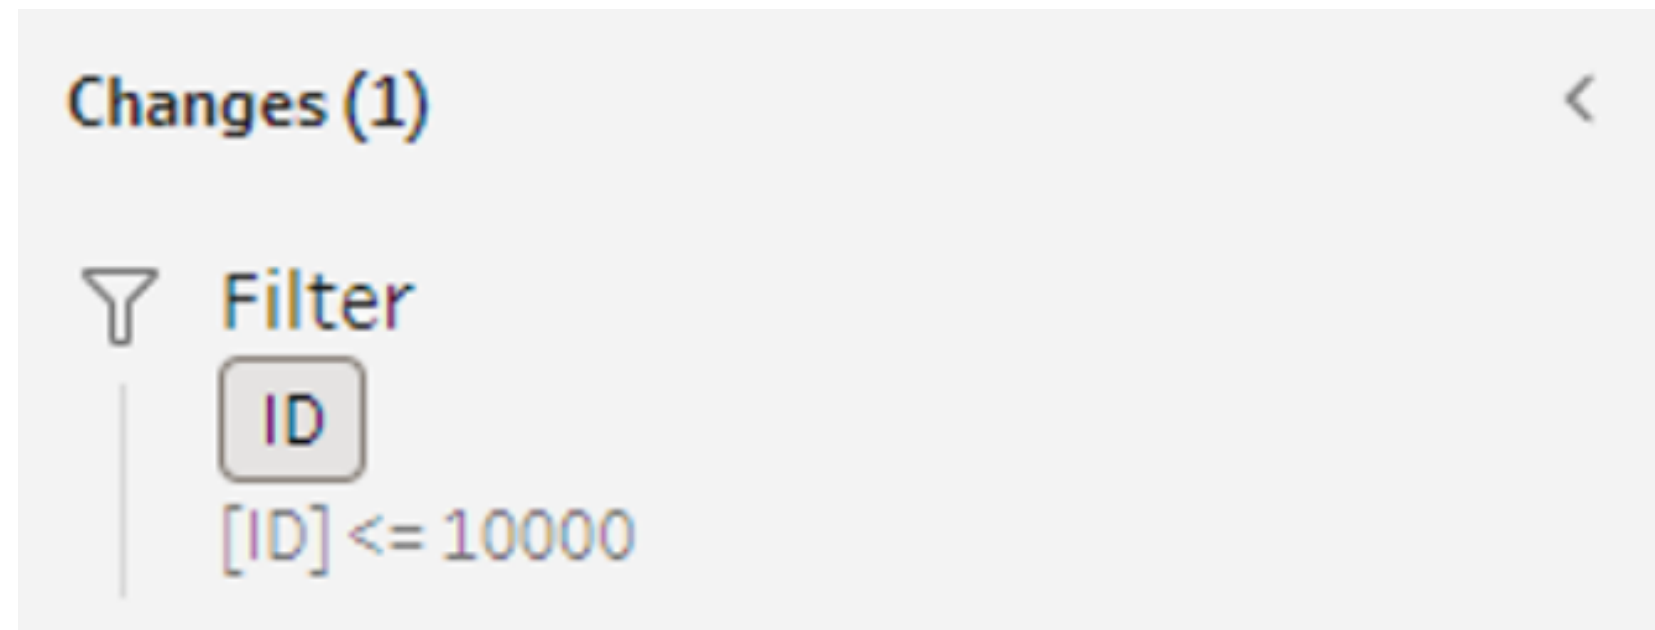 Changes (1)
Filter
ID
[ID] <= 10000